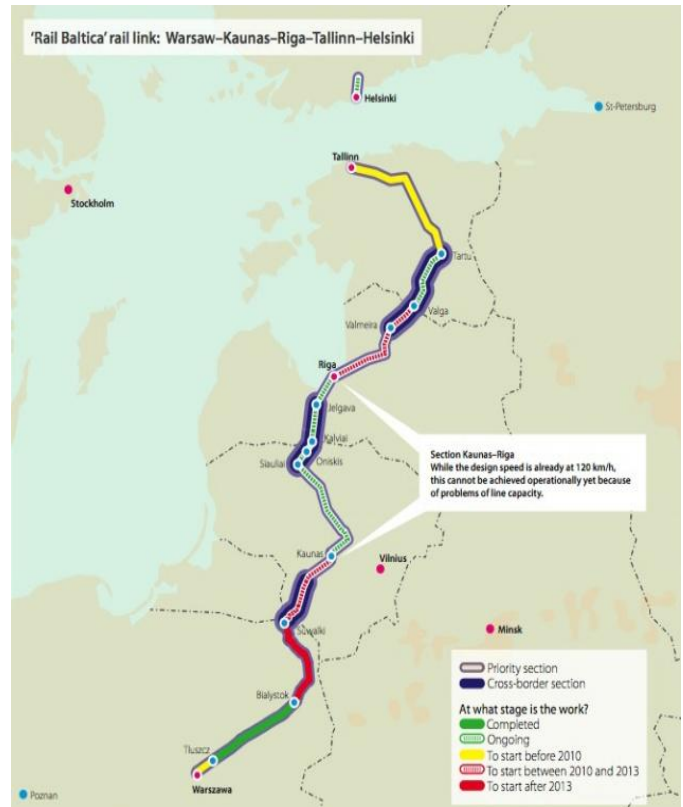 'Rail Baltica' rail link: Warsaw–Kaunas–Riga–Tallinn–Helsinki
Helsinki
St-Petersburg
Tallinn
Stockholm
Tartu
Valga
Valmeira
Riga
Jelgava
Kalviai
Oniskis
Siauliai
Section Kaunas–Riga
While the design speed is already at 120 km/h,
this cannot be achieved operationally yet because
of problems of line capacity.
Kaunas
Vilnius
Suwalki
Minsk
Bialystok
Tłuszcz
Warszawa
Poznan
Priority section
Cross-border section
At what stage is the work?
Completed
Ongoing
To start before 2010
To start between 2010 and 2013
To start after 2013